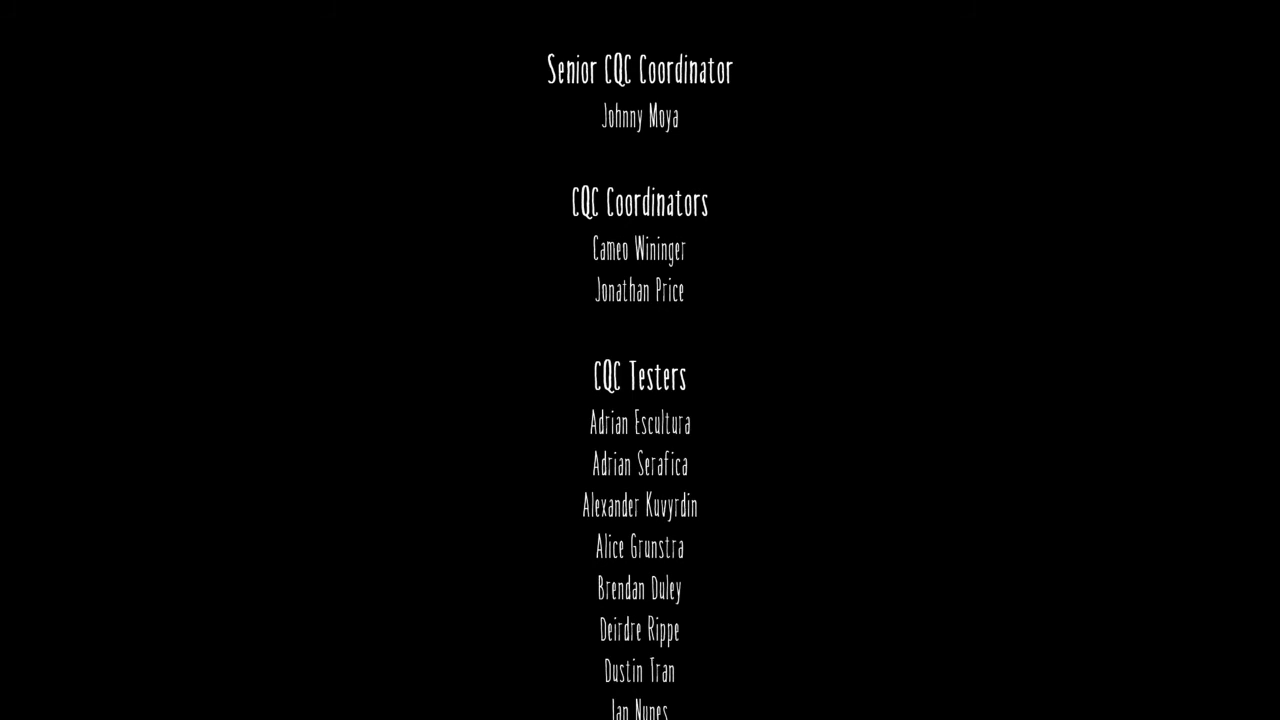 Senior CQC Coordinator
Johnny Moya
CQC Coordinators
Cameo Wininger
Jonathan Price
CQC Testers
Adrian Escultura
Adrian Serafica
Alexander Kuvyrdin
Alice Grunstra
Brendan Duley
Deirdre Rippe
Dustin Tran
Ian Nunes